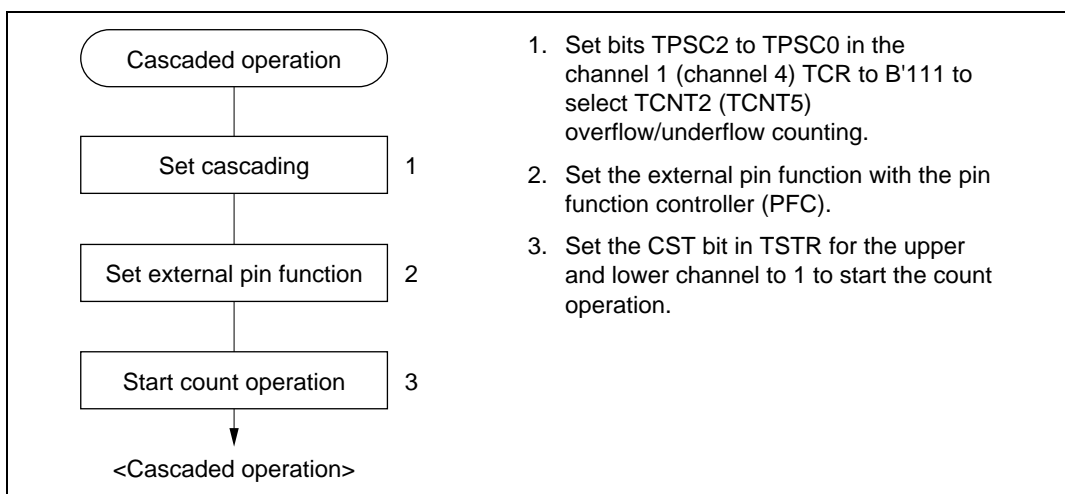 Cascaded operation
Set cascading 1
Set external pin function 2
Start count operation 3
<Cascaded operation>
1. Set bits TPSC2 to TPSC0 in the
channel 1 (channel 4) TCR to B'111 to
select TCNT2 (TCNT5)
overflow/underflow counting.
2. Set the external pin function with the pin
function controller (PFC).
3. Set the CST bit in TSTR for the upper
and lower channel to 1 to start the count
operation.